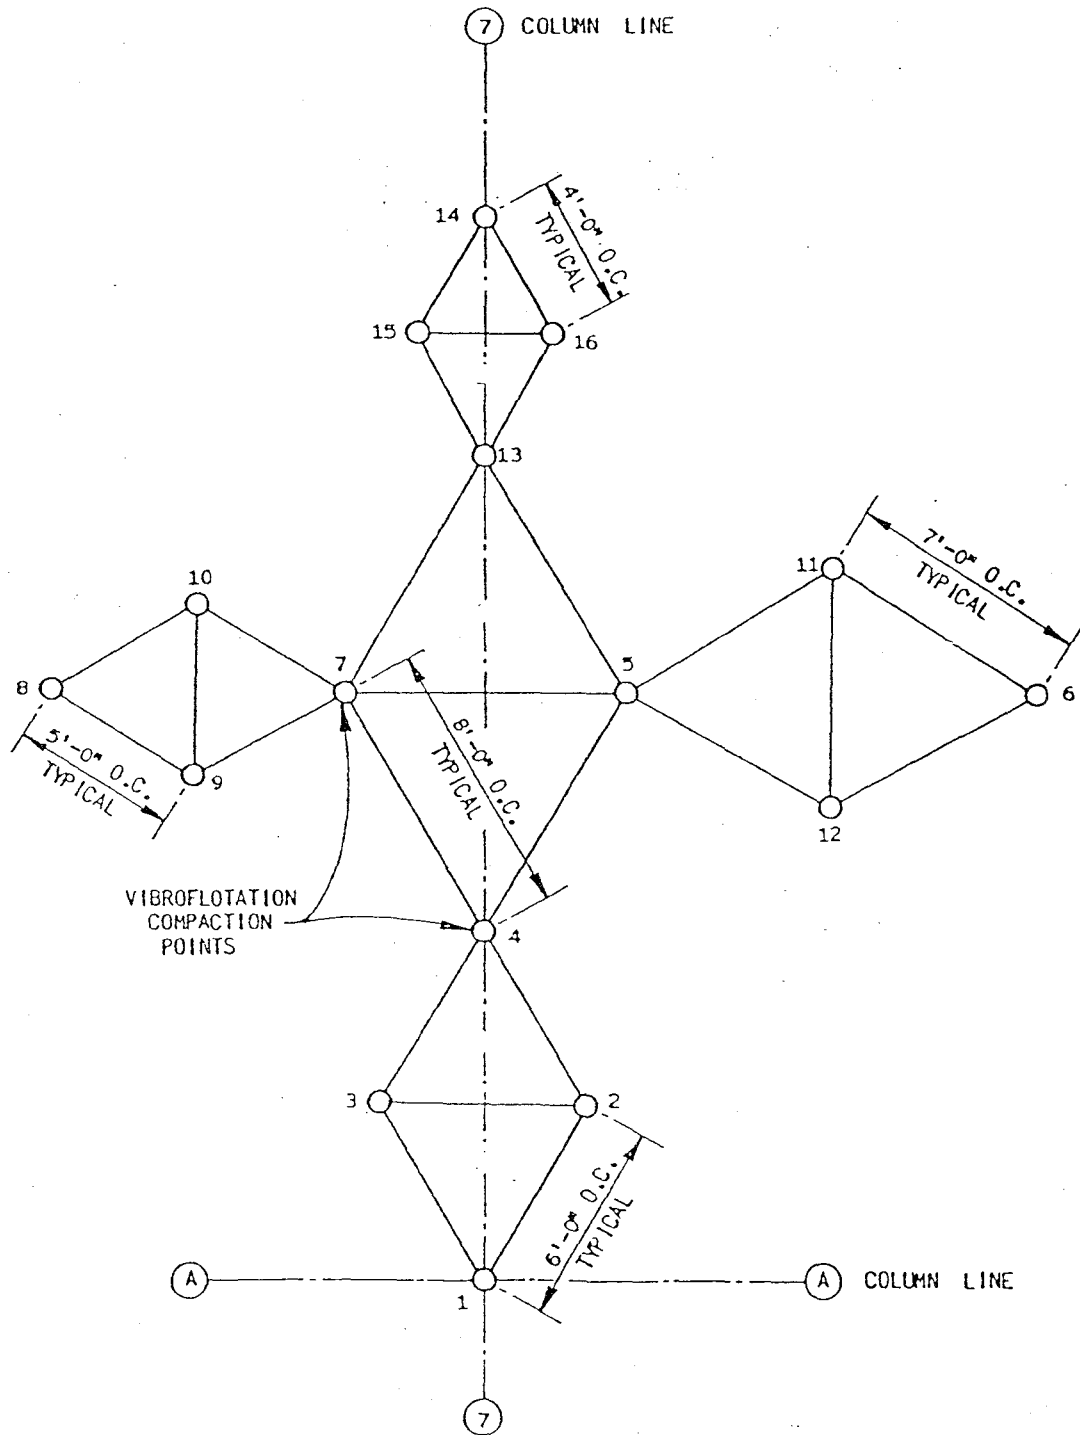 7 COLUMN LINE
14
4'-0" O.C.
TYPICAL
15
16
13
7'-0" O.C.
TYPICAL
11
10
7
5
8
6
8'-0" O.C.
TYPICAL
5'-0" O.C.
TYPICAL
9
12
VIBROFLOTATION
COMPACTION
POINTS
4
3
2
6'-0" O.C.
TYPICAL
A
A COLUMN LINE
1
7